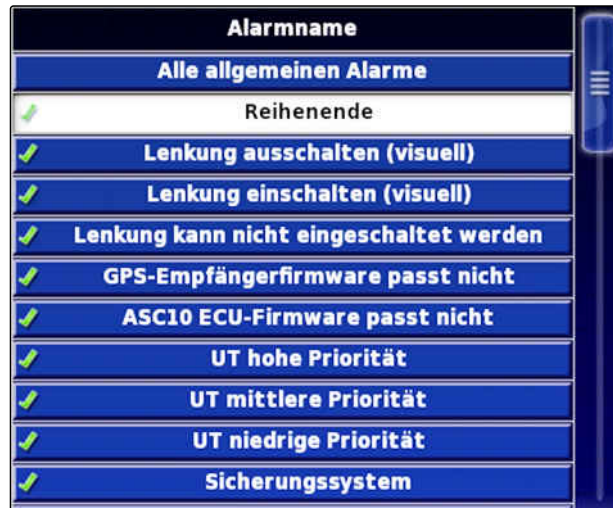 Alarmname
Alle allgemeinen Alarme
Reihenende
Lenkung ausschalten (visuell)
Lenkung einschalten (visuell)
Lenkung kann nicht eingeschaltet werden
GPS-Empfängerfirmware passt nicht
ASC10 ECU-Firmware passt nicht
UT hohe Priorität
UT mittlere Priorität
UT niedrige Priorität
Sicherungssystem